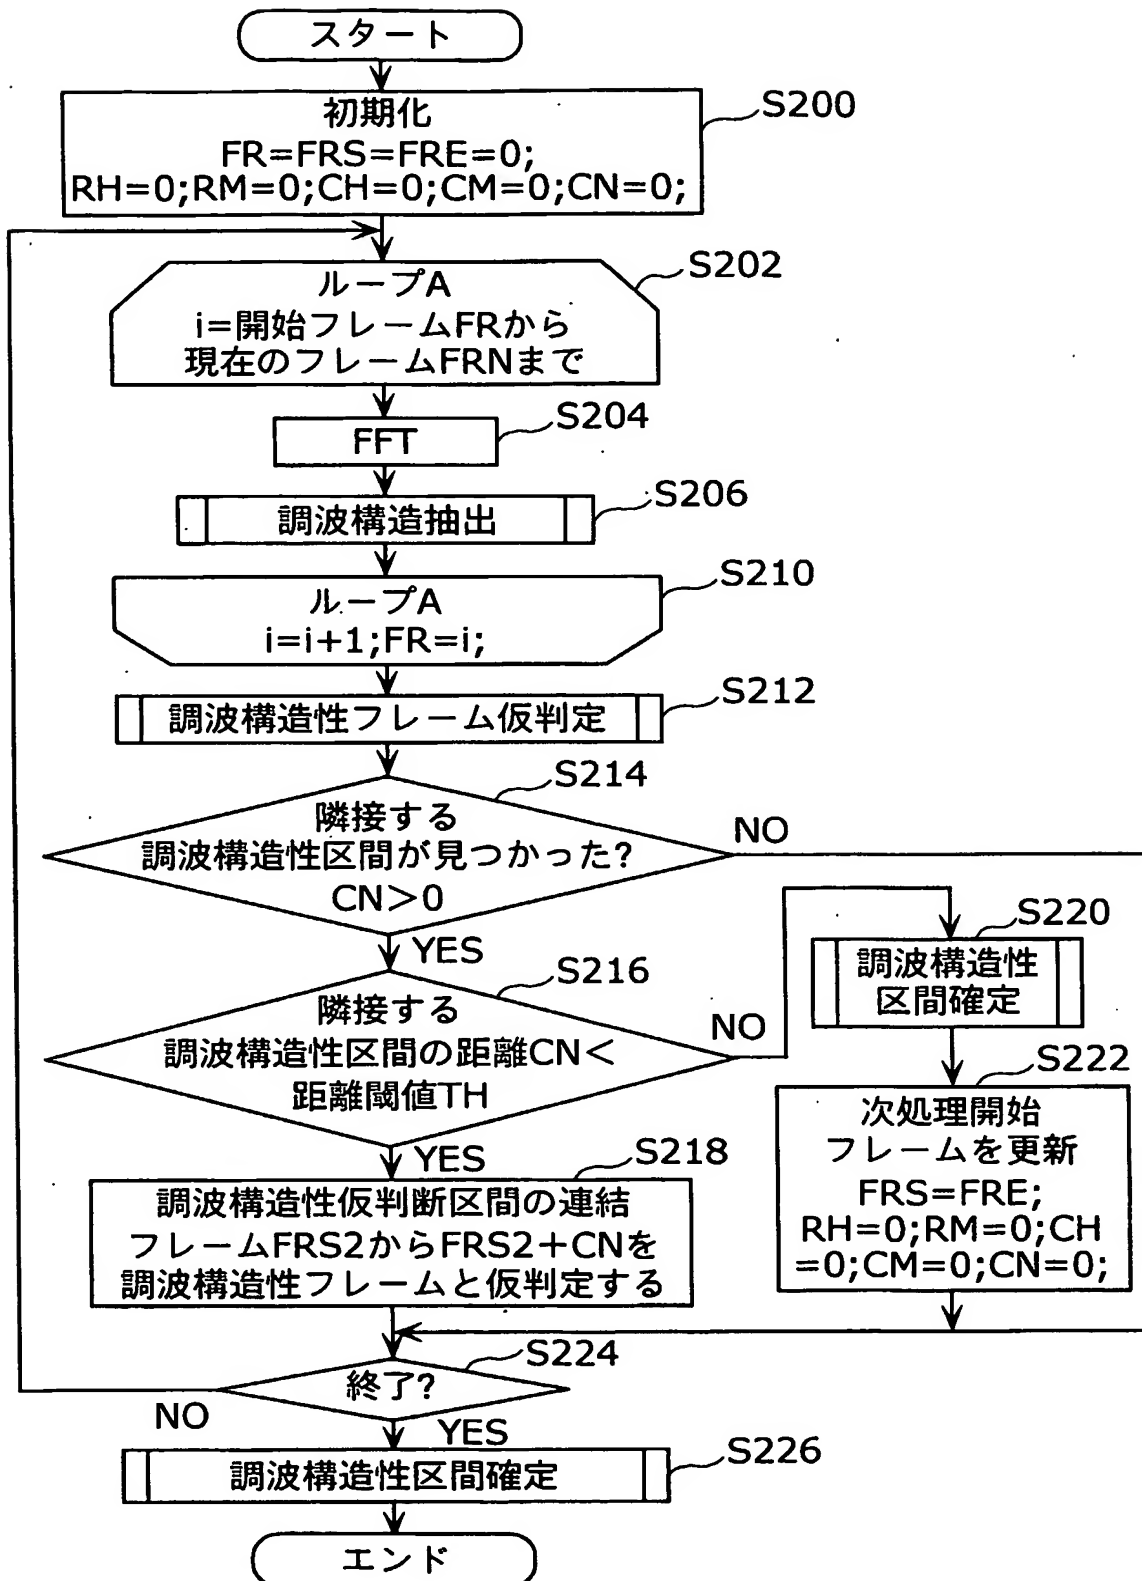 スタート
S200
初期化
FR=FRS=FRE=0;
RH=0;RM=0;CH=0;CM=0;CN=0;
S202
ループA
i=開始フレームFRから
現在のフレームFRNまで
S204
FFT
S206
調波構造抽出
S210
ループA
i=i+1;FR=i;
S212
調波構造性フレーム仮判定
S214
隣接する
調波構造性区間が見つかった?
CN>0
NO
YES
S216
隣接する
調波構造性区間の距離CN<
距離閾値TH
NO
YES
S220
調波構造性
区間確定
S222
次処理開始
フレームを更新
FRS=FRE;
RH=0;RM=0;CH
=0;CM=0;CN=0;
S218
調波構造性仮判断区間の連結
フレームFRS2からFRS2+CNを
調波構造性フレームと仮判定する
S224
終了?
NO
YES
S226
調波構造性区間確定
エンド